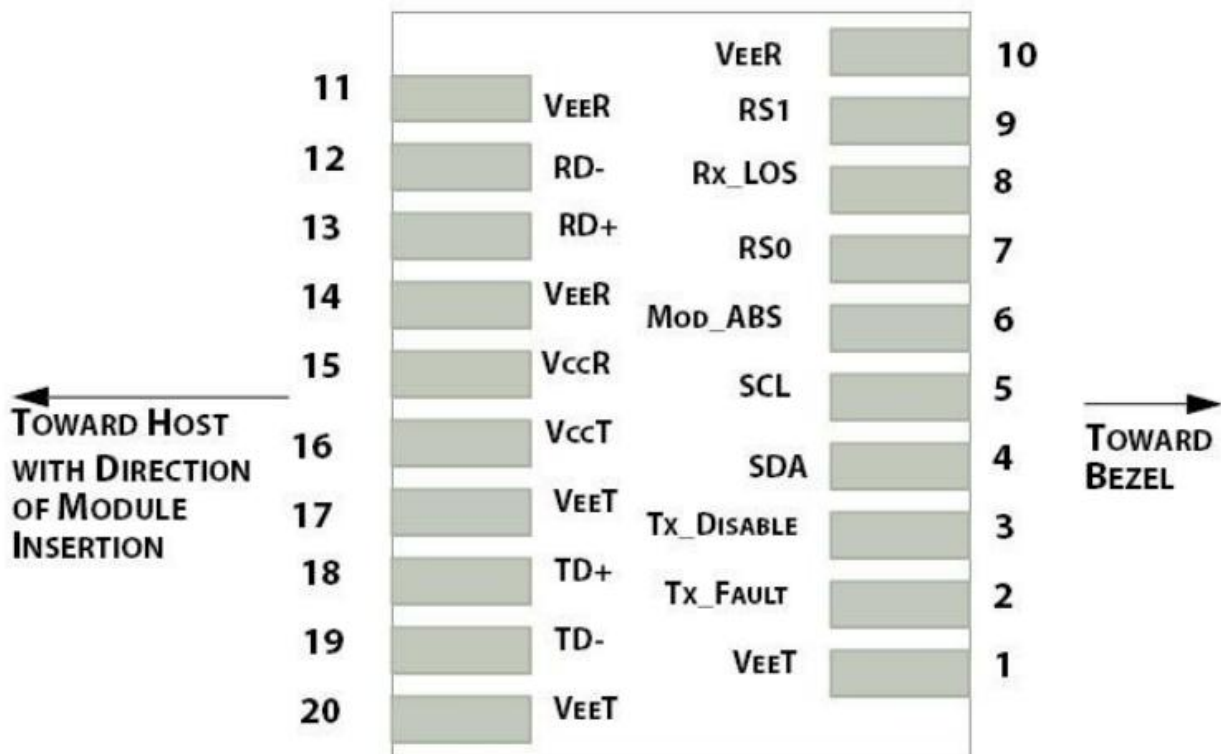 11
VEER
12
RD-
13
RD+
14
VEER
15
VCCR
16
VCCT
17
VEET
18
TD+
19
TD-
20
VEET
TOWARD HOST
WITH DIRECTION
OF MODULE
INSERTION
VEER
10
RS1
9
RX_LOS
8
RS0
7
MOD_ABS
6
SCL
5
SDA
4
TX_DISABLE
3
TX_FAULT
2
VEET
1
TOWARD
BEZEL